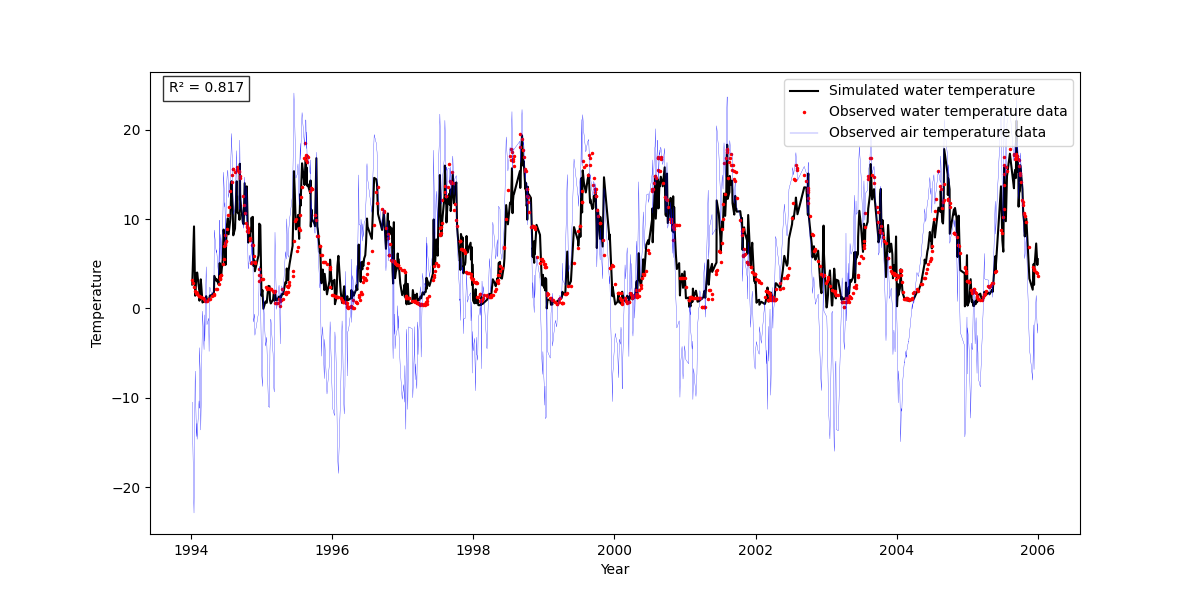 R² = 0.817
Simulated water temperature
Observed water temperature data
Observed air temperature data
20
10
0
−10
−20
Temperature
1994 1996 1998 2000 2002 2004 2006
Year